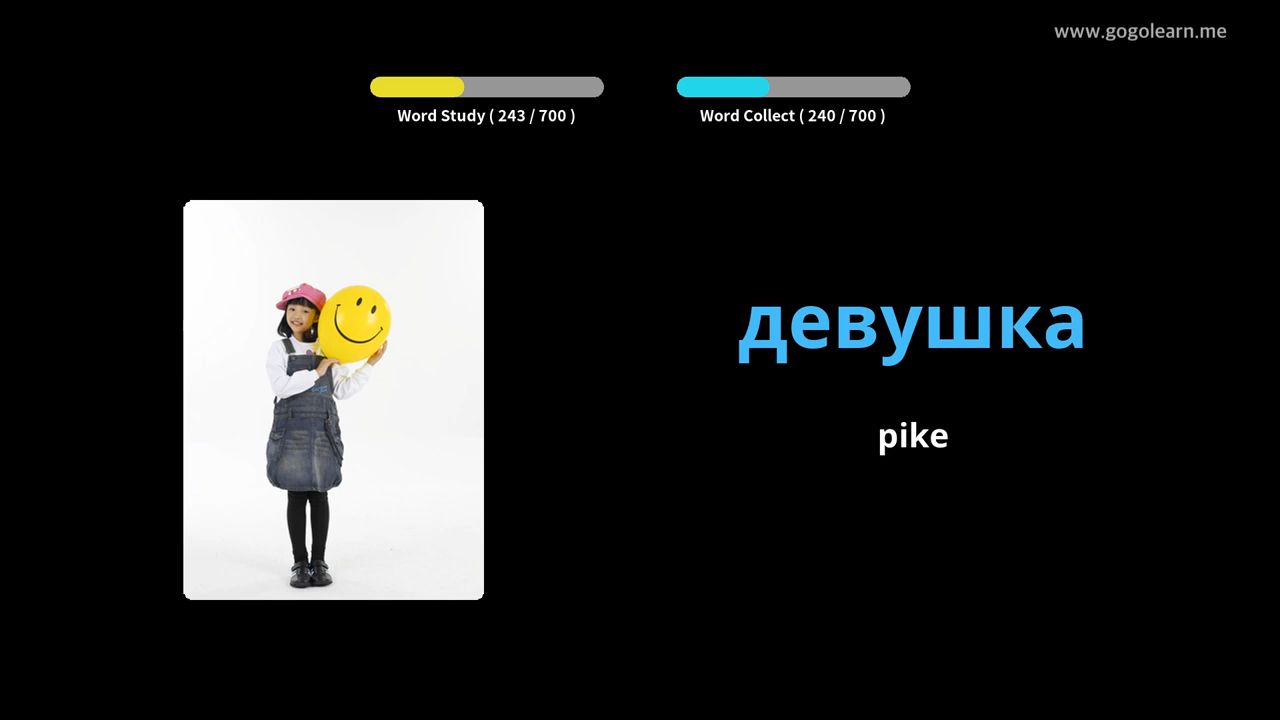 www.gogolearn.me
Word Study ( 243 / 700 )
Word Collect ( 240 / 700 )
девушка
pike